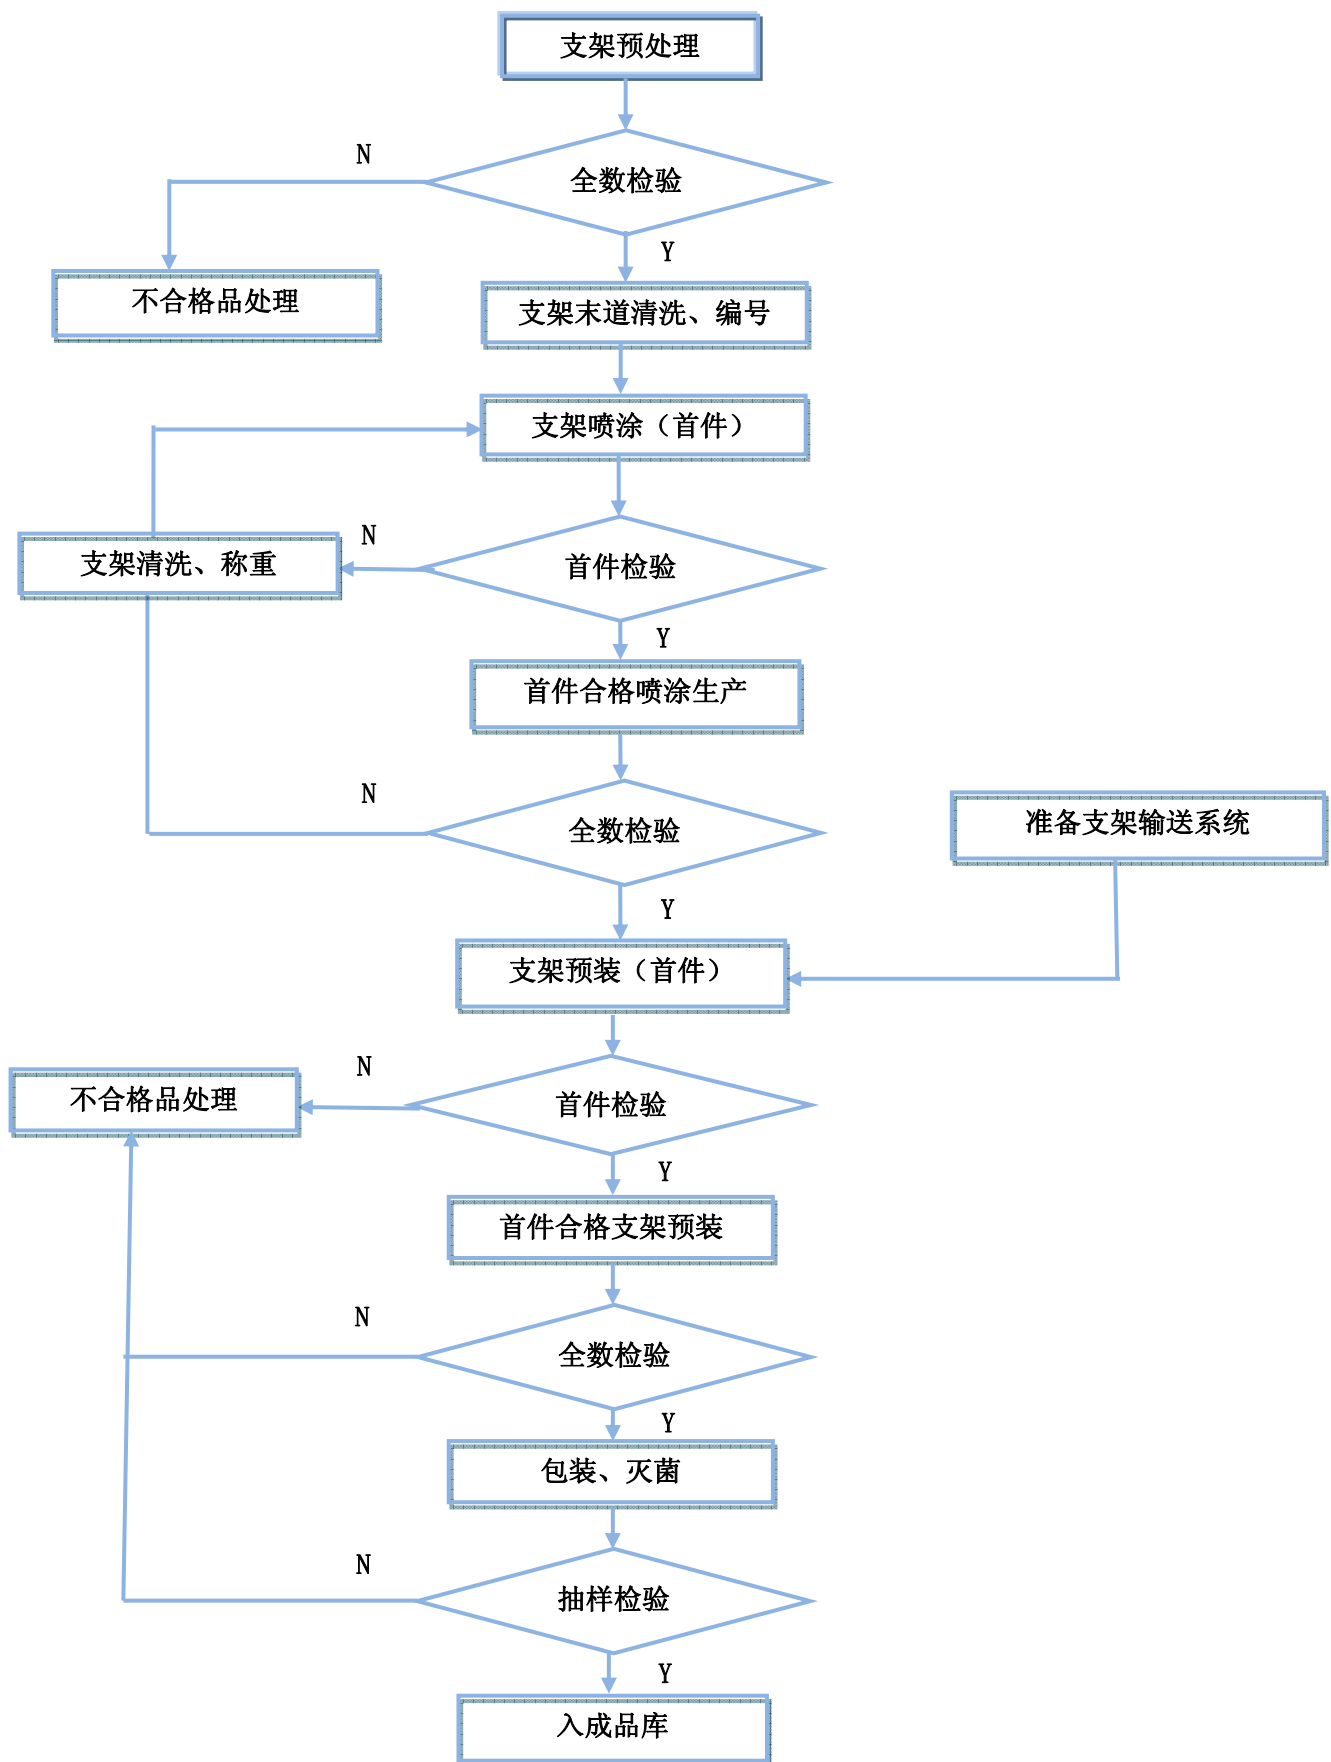 支架预处理
N
全数检验
Y
不合格品处理
支架末道清洗、编号
支架喷涂（首件）
N
支架清洗、称重
首件检验
Y
首件合格喷涂生产
N
全数检验
准备支架输送系统
Y
支架预装（首件）
N
不合格品处理
首件检验
Y
首件合格支架预装
N
全数检验
Y
包装、灭菌
N
抽样检验
Y
入成品库